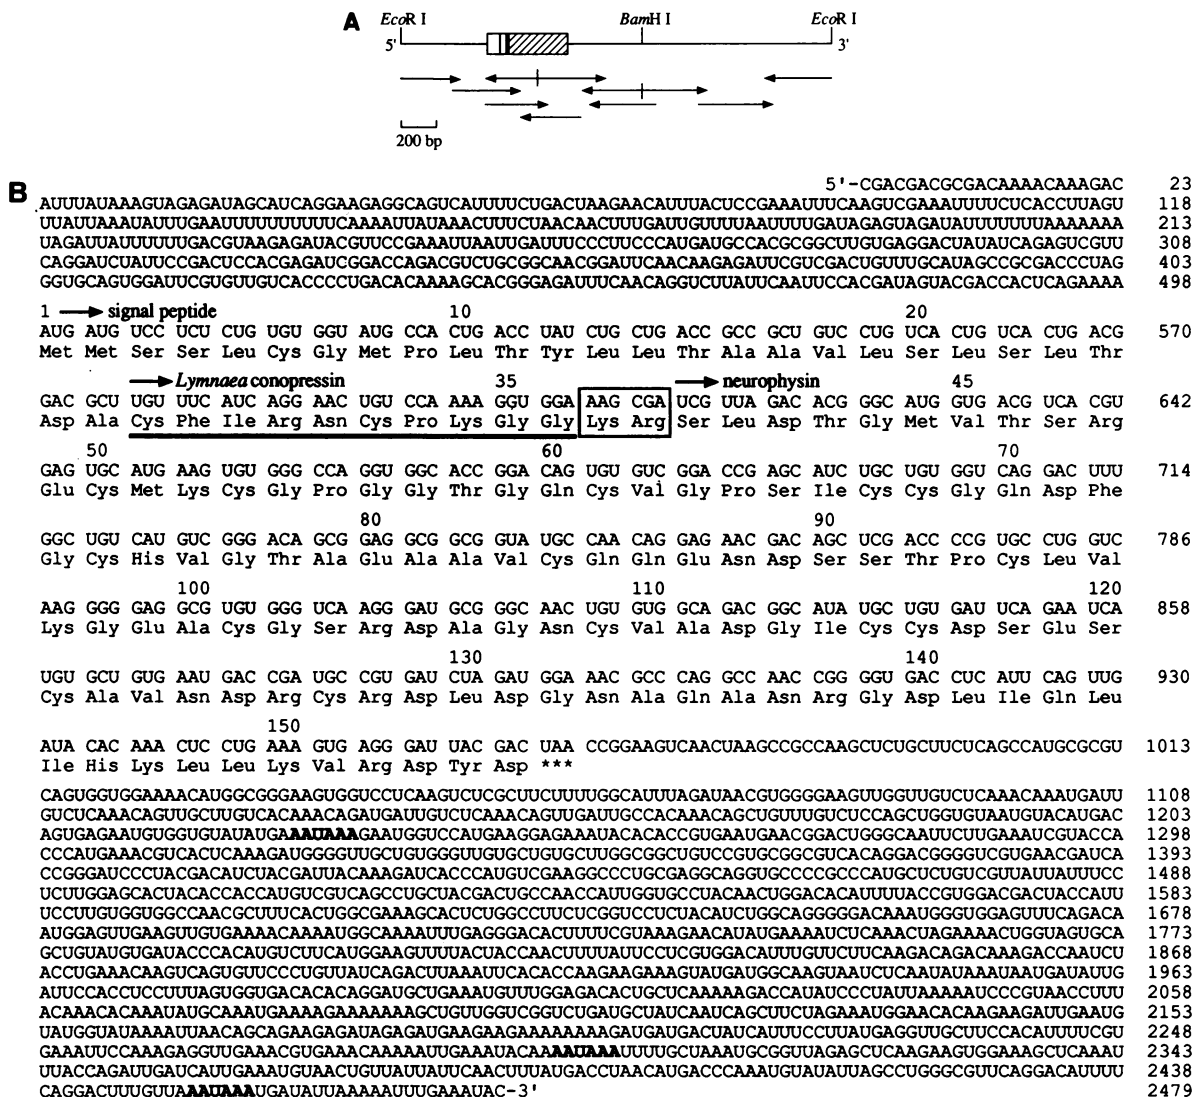 A
EcoR I
BamH I
EcoR I
5'
3'
200 bp
B
5'-CGACGACGCGACAAAACAAAGAC 23
AUUUAUAAAGUAGAGAUAGCAUCAGGAAGAGGCAGUCAUUUUCUGACUAAGAACAUUUACUCCGAAAUUUCAAGUCGAAAUUUUCUCACCUUAGU 118
UUAUUAAAUAUUUGAAUUUUUUUUUUCAAAAUUAUAAACUUUCUAACAACUUUGAUUGUUUUAAUUUUGAUAGAGUAGAUAUUUUUUUAAAAAAA 213
UAGAUUAUUUUUUGACGUAAGAGAUACGUUCCGAAAUUAAUUGAUUUCCCUUCCCAUGAUGCCACGCGGCUUGUGAGGACUAUAUCAGAGUCGUU 308
CAGGAUCUAUUCCGACUCCACGAGAUCGGACCAGACGUCUGCGGCAACGGAUUCAACAAGAGAUUCGUCGACUGUUUGCAUAGCCGCGACCCUAG 403
GGUGCAGUGGAUUCGUGUUGUCACCCCUGACACAAAAGCACGGGAGAUUUCAACAGGUCUUAUUCAAUUCCACGAUAGUACGACCACUCAGAAAA 498
1 signal peptide 10 20
AUG AUG UCC UCU CUG UGU GGU AUG CCA CUG ACC UAU CUG CUG ACC GCC GCU GUC CUG UCA CUG UCA CUG ACG 570
Met Met Ser Ser Leu Cys Gly Met Pro Leu Thr Tyr Leu Leu Thr Ala Ala Val Leu Ser Leu Ser Leu Thr
Lymnaea conopressin 35 neurophysin 45
GAC GCU UGU UUC AUC AGG AAC UGU CCA AAA GGU GGA AAG CGA UCG UUA GAC ACG GGC AUG GUG ACG UCA CGU 642
Asp Ala Cys Phe Ile Arg Asn Cys Pro Lys Gly Gly Lys Arg Ser Leu Asp Thr Gly Met Val Thr Ser Arg
50 60 70
GAG UGC AUG AAG UGU GGG CCA GGU GGC ACC GGA CAG UGU GUC GGA CCG AGC AUC UGC UGU GGU CAG GAC UUU 714
Glu Cys Met Lys Cys Gly Pro Gly Gly Thr Gly Gln Cys Val Gly Pro Ser Ile Cys Cys Gly Gln Asp Phe
80 90
GGC UGU CAU GUC GGG ACA GCG GAG GCG GCG GUA UGC CAA CAG GAG AAC GAC AGC UCG ACC CCG UGC CUG GUC 786
Gly Cys His Val Gly Thr Ala Glu Ala Ala Val Cys Gln Gln Glu Asn Asp Ser Ser Thr Pro Cys Leu Val
100 110 120
AAG GGG GAG GCG UGU GGG UCA AGG GAU GCG GGC AAC UGU GUG GCA GAC GGC AUA UGC UGU GAU UCA GAA UCA 858
Lys Gly Glu Ala Cys Gly Ser Arg Asp Ala Gly Asn Cys Val Ala Asp Gly Ile Cys Cys Asp Ser Glu Ser
130 140
UGU GCU GUG AAU GAC CGA UGC CGU GAU CUA GAU GGA AAC GCC CAG GCC AAC CGG GGU GAC CUC AUU CAG UUG 930
Cys Ala Val Asn Asp Arg Cys Arg Asp Leu Asp Gly Asn Ala Gln Ala Asn Arg Gly Asp Leu Ile Gln Leu
150
AUA CAC AAA CUC CUG AAA GUG AGG GAU UAC GAC UAA CCGGAAGUCAACUAAGCCGCCAAGCUCUGCUUCUCAGCCAUGCGCGU 1013
Ile His Lys Leu Leu Lys Val Arg Asp Tyr Asp ***
CAGUGGUGGAAAACAUGGCGGGAAGUGGUCCUCAAGUCUCGCUUCUUUUGGCAUUUAGAUAACGUGGGGAAGUUGGUUGUCUCAAACAAAUGAUU 1108
GUCUCAAACAGUUGCUUGUCACAAACAGAUGAUUGUCUCAAACAGUUGAUUGCCACAAACAGCUGUUUGUCUCCAGCUGGUGUAAUGUACAUGAC 1203
AGUGAGAAUGUGGUGUAUAUGAAAUAAAGAAUGGUCCAUGAAGGAGAAAUACACACCGUGAAUGAACGGACUGGGCAAUUCUUGAAAUCGUACCA 1298
CCCAUGAAACGUCACUCAAAGAUGGGGUUGCUGUGGGUUGUGCUGUGCUUGGCGGCUGUCCGUGCGGCGUCACAGGACGGGGUCGUGAACGAUCA 1393
CCGGGAUCCCUACGACAUCUACGAUUACAAAGAUCACCCAUGUCGAAGGCCCUGCGAGGCAGGUGCCCCGCCCAUGCUCUGUCGUUAUUAUUUCC 1488
UCUUGGAGCACUACACCACCAUGUCGUCAGCCUGCUACGACUGCCAACCAUUGGUGCCUACAACUGGACACAUUUUACCGUGGACGACUACCAUU 1583
UCCUUGUGGUGGCCAACGCUUUCACUGGCGAAAGCACUCUGGCCUUCUCGGUCCUCUACAUCUGGCAGGGGGACAAAUGGGUGGAGUUUCAGACA 1678
AUGGAGUUGAAGUUGUGAAAACAAAAUGGCAAAAUUUGAGGGACACUUUUCGUAAAGAACAUAUGAAAAUCUCAAACUAGAAAACUGGUAGUGCA 1773
GCUGUAUGUGAUACCCACAUGUCUUCAUGGAAGUUUUACUACCAACUUUUAUUCCUCGUGGACAUUUGUUCUUCAAGACAGACAAAGACCAAUCU 1868
ACCUGAAACAAGUCAGUGUUCCCUGUUAUCAGACUUAAAUUCACACCAAGAAGAAAGUAUGAUGGCAAGUAAUCUCAAUAUAAAUAAUGAUAUUG 1963
AUUCCACCUCCUUUAGUGGUGACACACAGGAUGCUGAAAUGUUUGGAGACACUGCUCAAAAAGACCAUAUCCCUAUUAAAAAUCCCGUAACCUUU 2058
ACAAACACAAAUAUGCAAAUGAAAAGAAAAAAGCUGUUGGUCGGUCUGAUGCUAUCAAUCAGCUUCUAGAAAUGGAACACAAGAAGAUUGAAUG 2153
UAUGGUAUAAAAUUAACAGCAGAAGAGAUAGAGAUGAAGAAGAAAAAAAAGAUGAUGACUAUCAUUUCCUUAUGAGGUUGCUUCCACAUUUUCGU 2248
GAAAUUCCAAAGAGGUUGAAACGUGAAACAAAAAUUGAAAUACAAAAUAAAUUUUGCUAAAUGCGGUUAGAGCUCAAGAAGUGGAAAGCUCAAAU 2343
UUACCAGAUUGAUCAUUGAAAUGUAACUGUUAUUAUUCAACUUUAUGACCUAACAUGACCCAAAUGUAUAUUAGCCUGGGCGUUCAGGACAUUUU 2438
CAGGACUUUGUUAAAUAAAUGAUAUUAAAAAUUUGAAAUAC-3' 2479